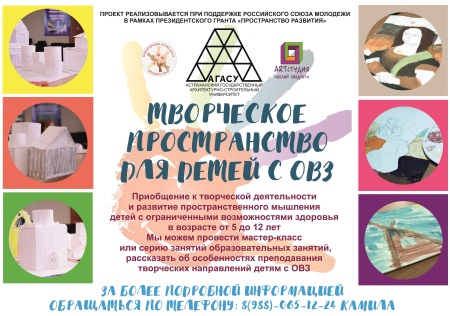 ПРОЕКТ РЕАЛИЗОВЫВАЕТСЯ ПРИ ПОДДЕРЖКЕ РОССИЙСКОГО СОЮЗА МОЛОДЕЖИ
В РАМКАХ ПРЕЗИДЕНТСКОГО ГРАНТА «ПРОСТРАНСТВО РАЗВИТИЯ»
АГАСУ
АСТРАХАНСКИЙ ГОСУДАРСТВЕННЫЙ
АРХИТЕКТУРНО-СТРОИТЕЛЬНЫЙ
УНИВЕРСИТЕТ
АRTСТУДИЯ
ТВОРЧЕСКОЕ
ПРОСТРАНСТВО
ДЛЯ ДЕТЕЙ С ОВЗ
Приобщение к творческой деятельности
и развитие пространственного мышления
детей с ограниченными возможностями здоровья
в возрасте от 5 до 12 лет
Мы можем провести мастер-класс
или серию занятий образовательных занятий,
рассказать об особенностях преподавания
творческих направлений детям с ОВЗ
ЗА БОЛЕЕ ПОДРОБНОЙ ИНФОРМАЦИЕЙ
ОБРАЩАТЬСЯ ПО ТЕЛЕФОНУ: 8(988)-065-12-24 КАМИЛА